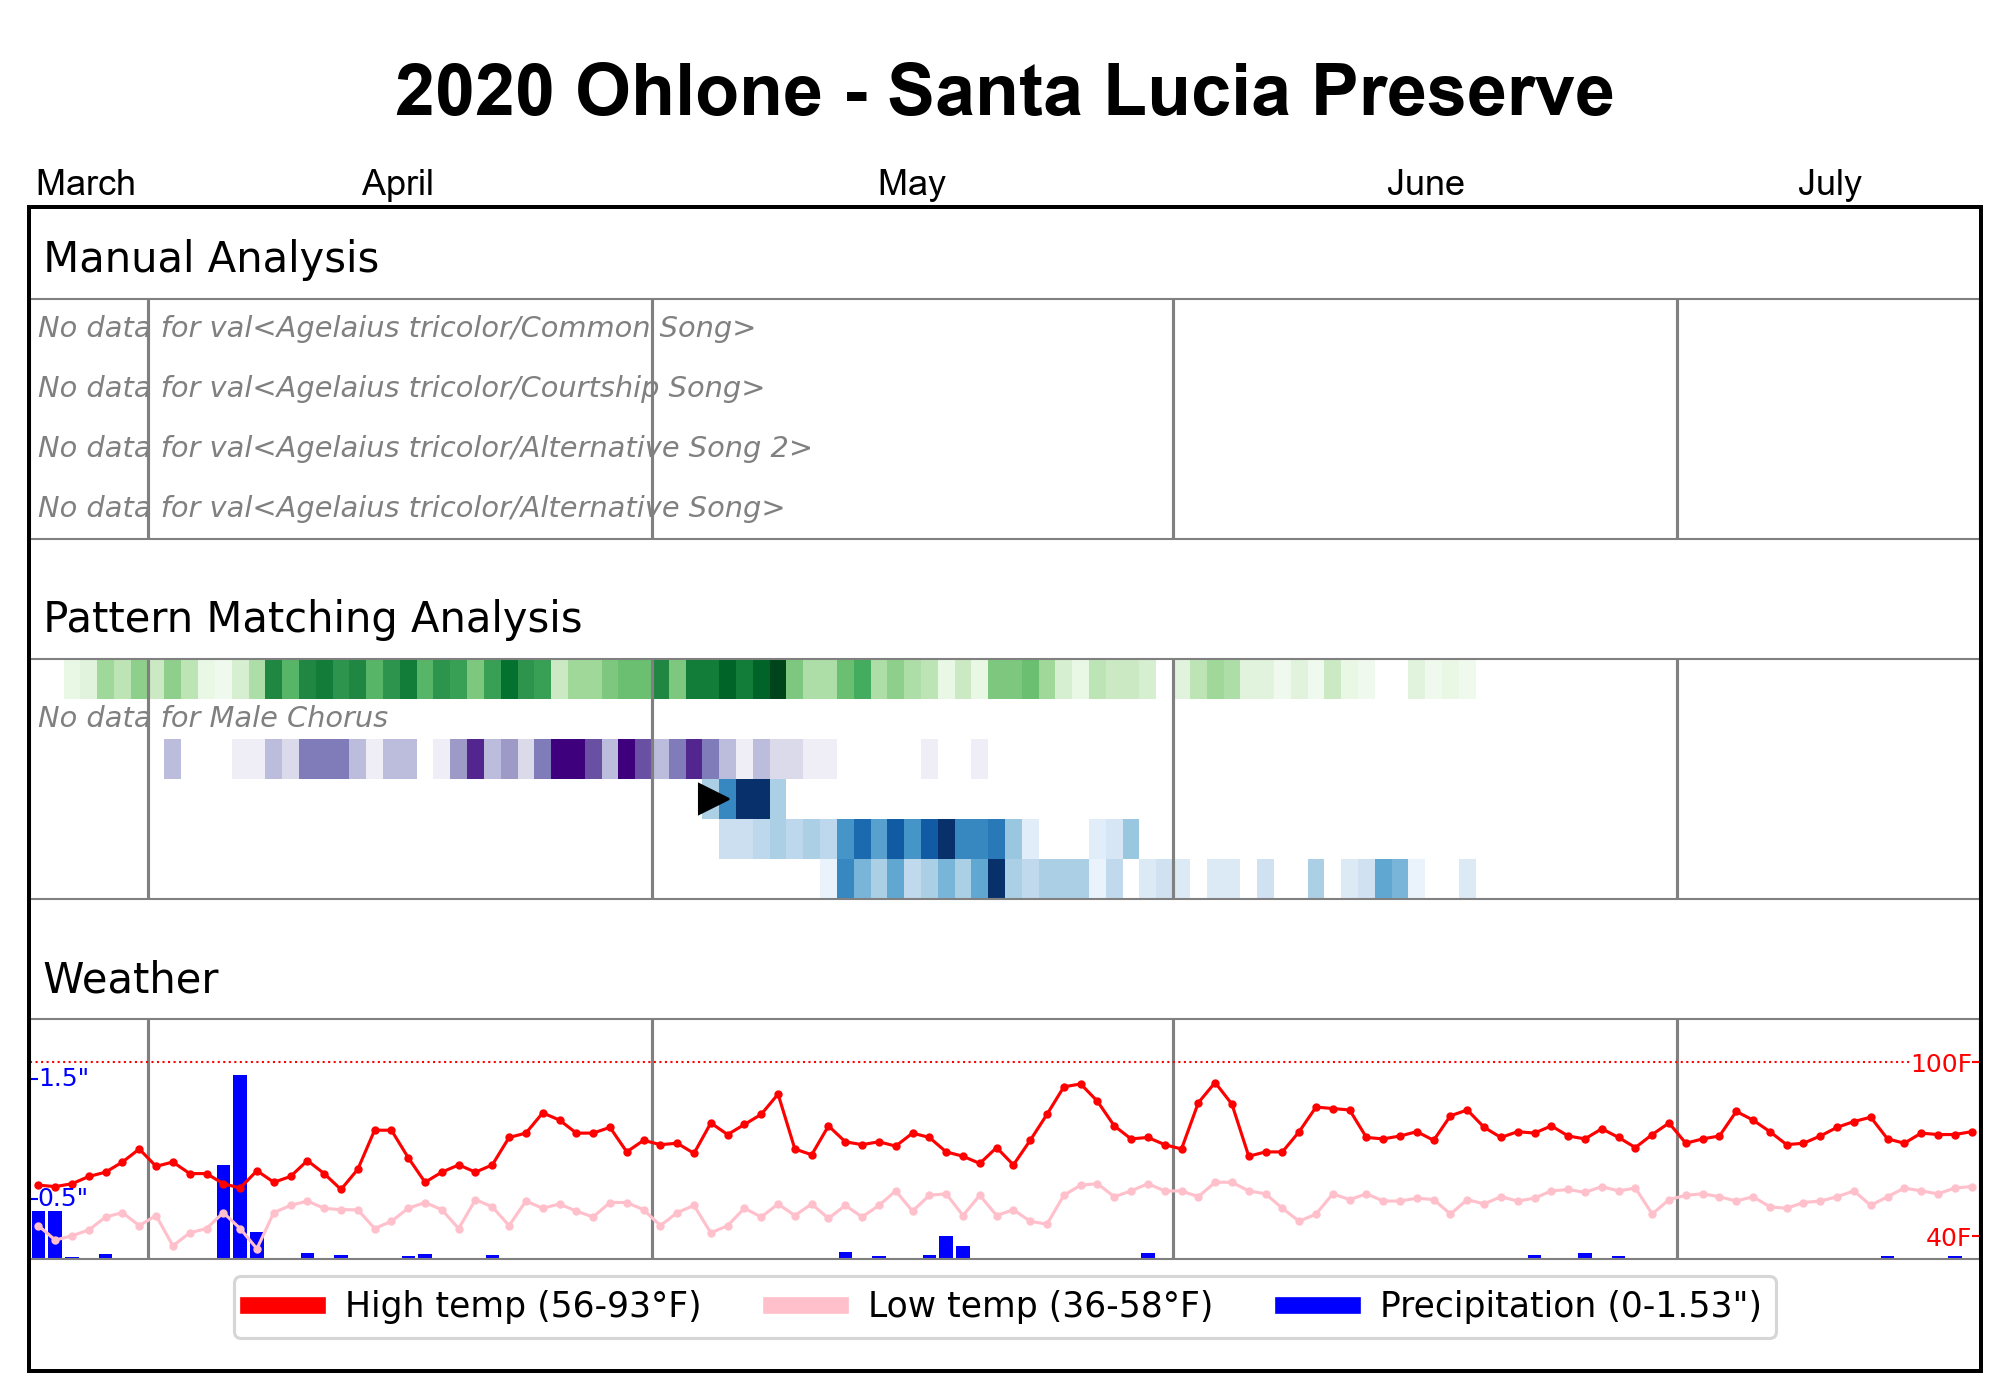 2020 Ohlone - Santa Lucia Preserve
March April May June July
Manual Analysis
No data for val<Agelaius tricolor/Common Song>
No data for val<Agelaius tricolor/Courtship Song>
No data for val<Agelaius tricolor/Alternative Song 2>
No data for val<Agelaius tricolor/Alternative Song>
Pattern Matching Analysis
No data for Male Chorus
Weather
100F
1.5"
0.5"
40F
High temp (56-93°F) Low temp (36-58°F) Precipitation (0-1.53")